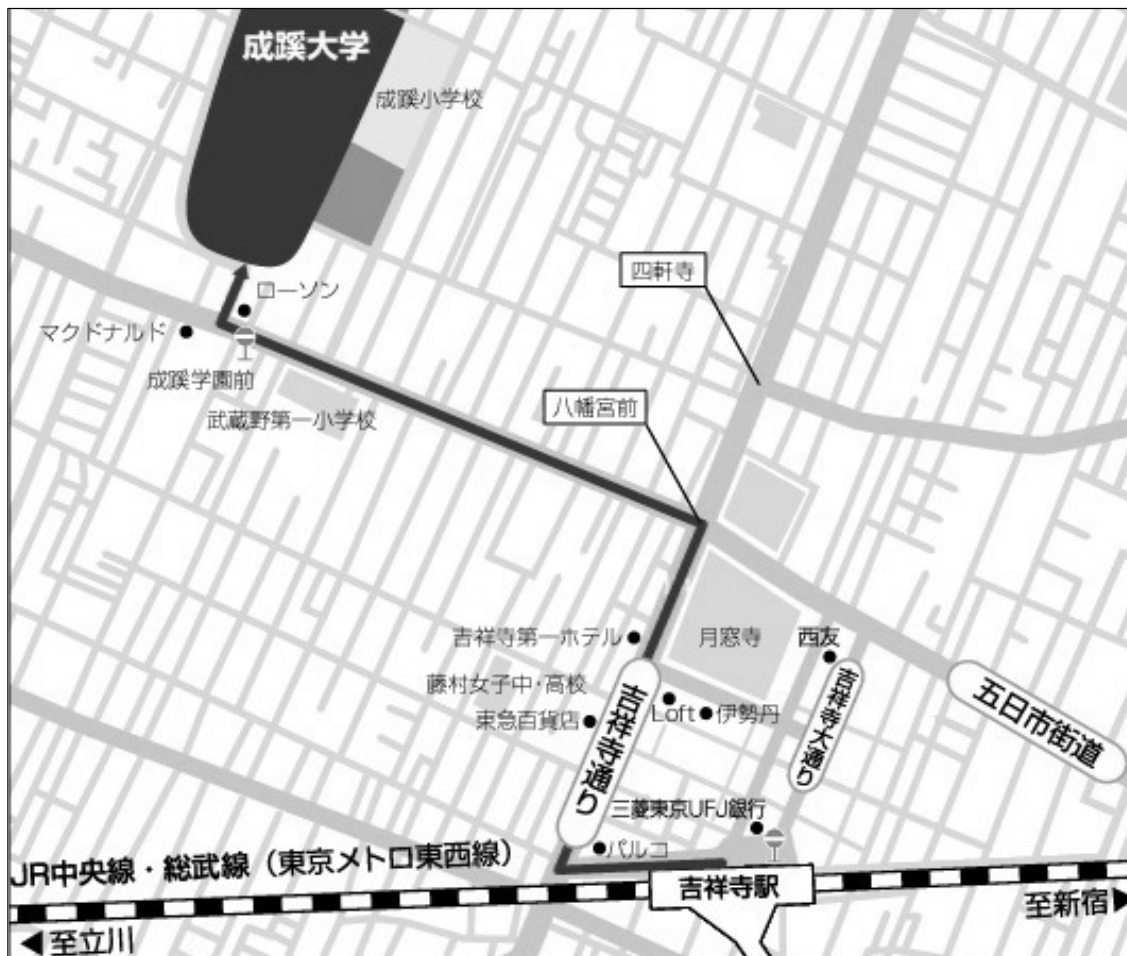 成蹊大学
成蹊小学校
四軒寺
ローソン
マクドナルド
成蹊学園前
八幡宮前
武蔵野第一小学校
吉祥寺第一ホテル
月窓寺
西友
藤村女子中・高校
吉祥寺通り
Loft
伊勢丹
東急百貨店
吉祥寺大通り
五日市街道
三菱東京UFJ銀行
パルコ
JR中央線・総武線（東京メトロ東西線）
吉祥寺駅
至新宿▶
◀至立川